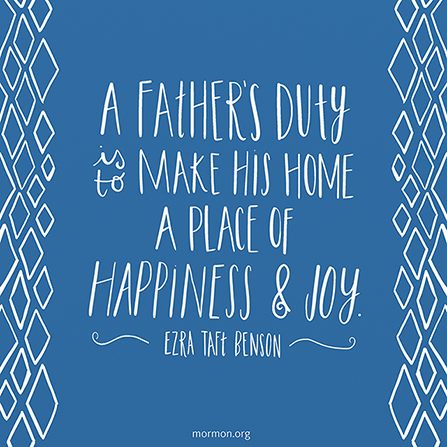 A FAtHER'S DUty
is to MAKE HiS HOME
A PLACE OF
HAPPiNESS & JOY.
EZRA TAFt BENSON
mormon.org